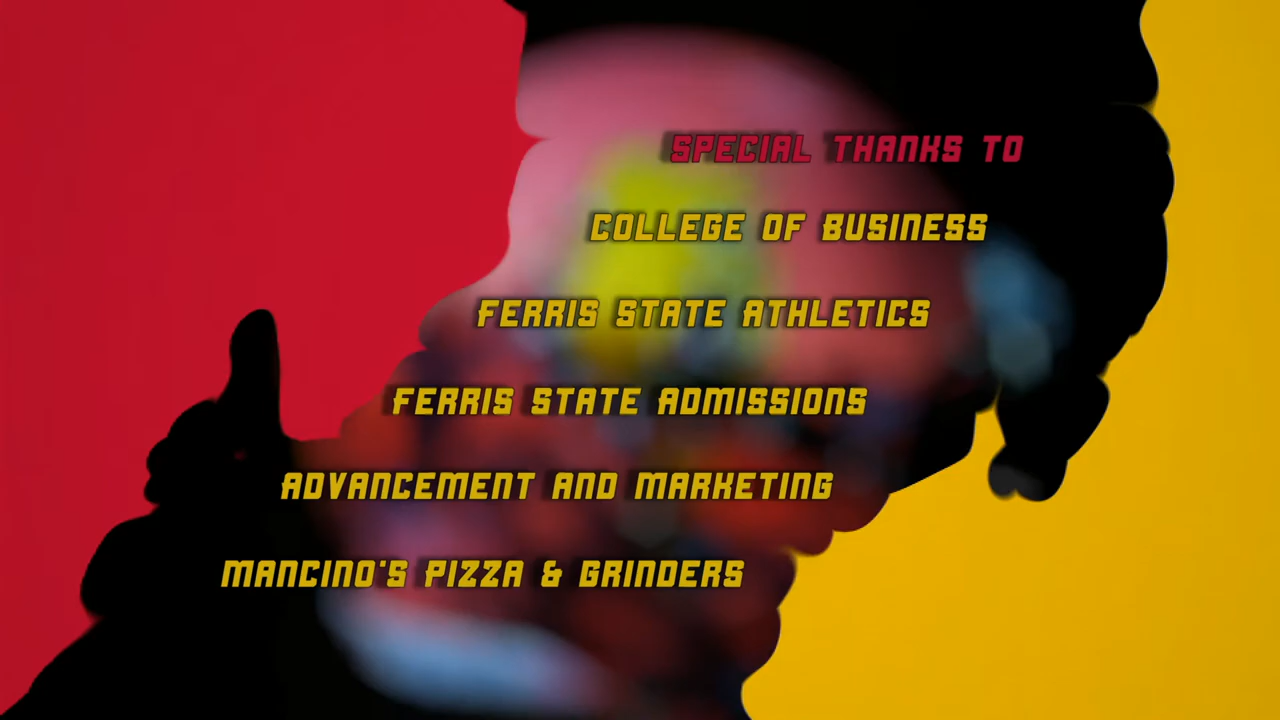 SPECIAL THANKS TO
COLLEGE OF BUSINESS
FERRIS STATE ATHLETICS
FERRIS STATE ADMISSIONS
ADVANCEMENT AND MARKETING
MANCINO'S PIZZA & GRINDERS